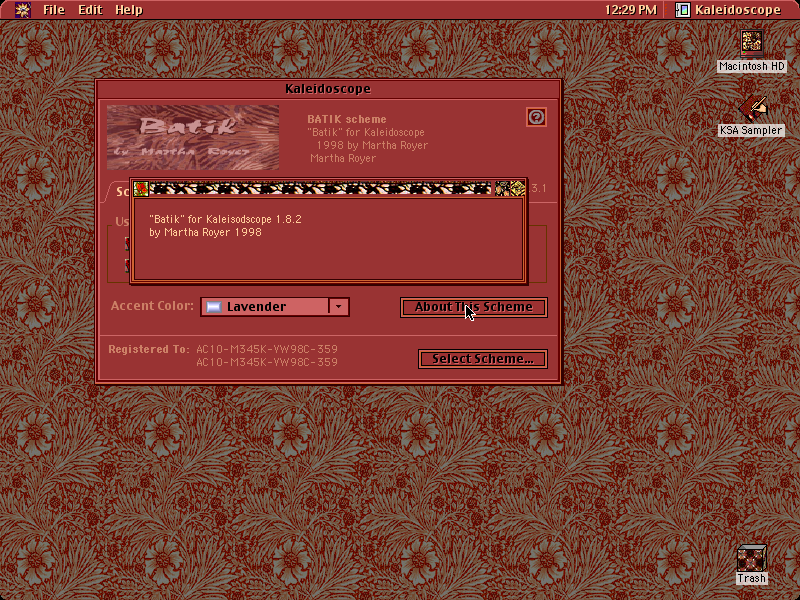 File Edit Help 12:29 PM Kaleidoscope
Macintosh HD
KSA Sampler
Kaleidoscope
Batik
by Martha Royer
BATIK scheme
"Batik" for Kaleidoscope
1998 by Martha Royer
Martha Royer
Sc
3.1
"Batik" for Kaleisodscope 1.8.2
by Martha Royer 1998
Us
Accent Color: Lavender
About This Scheme
Registered To: AC10-M345K-VW98C-359
AC10-M345K-VW98C-359
Select Scheme...
Trash